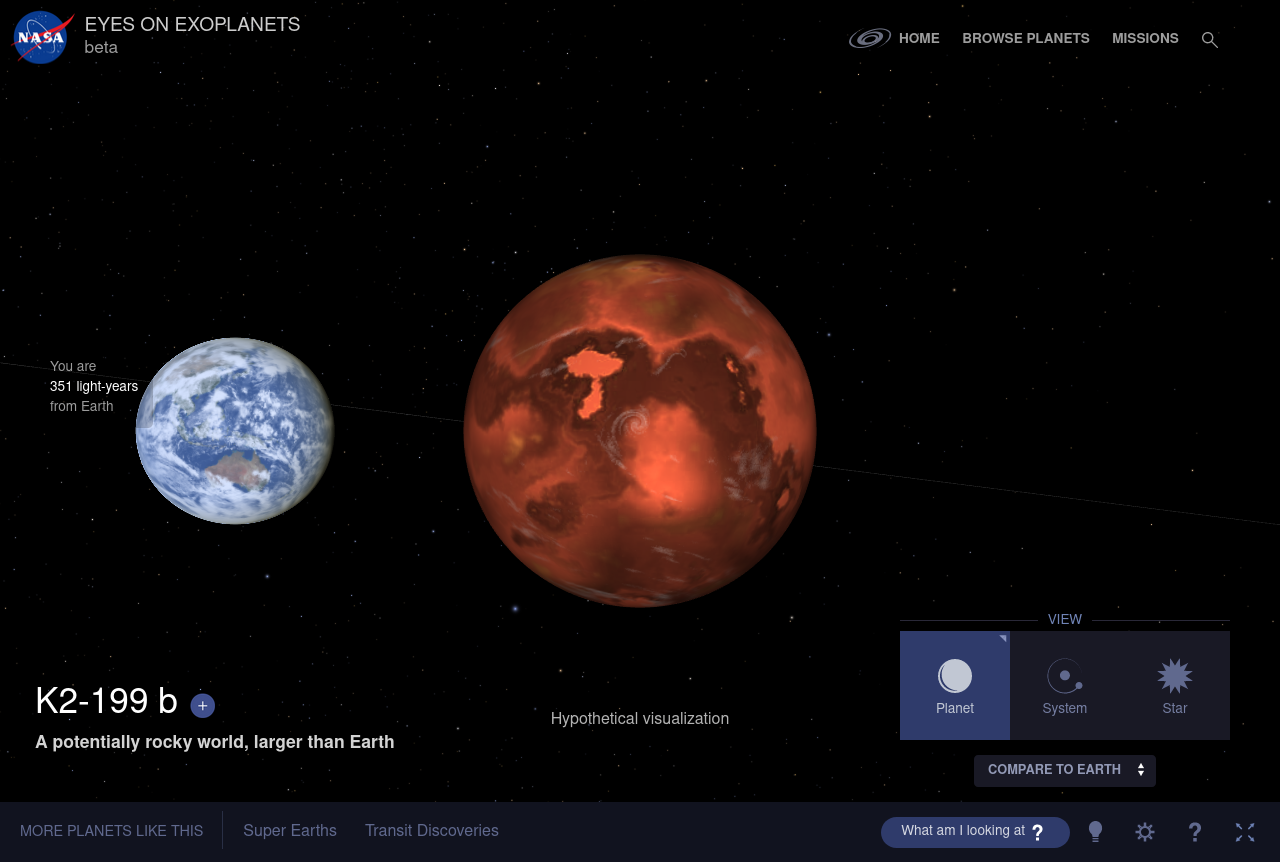 NASA
EYES ON EXOPLANETS
beta
HOME
BROWSE PLANETS
MISSIONS
You are
351 light-years
from Earth
VIEW
Planet
System
Star
K2-199 b
+
A potentially rocky world, larger than Earth
Hypothetical visualization
COMPARE TO EARTH
MORE PLANETS LIKE THIS
Super Earths
Transit Discoveries
What am I looking at ?
?